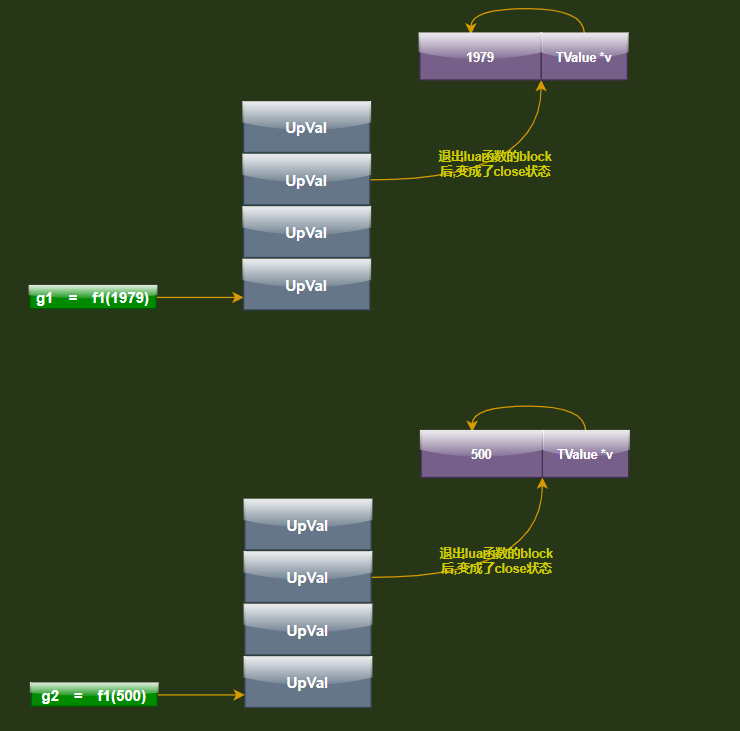 1979 TValue *v
UpVal
退出lua函数的block
后,变成了close状态
UpVal
UpVal
UpVal
g1 = f1(1979)
500 TValue *v
UpVal
退出lua函数的block
后,变成了close状态
UpVal
UpVal
UpVal
g2 = f1(500)